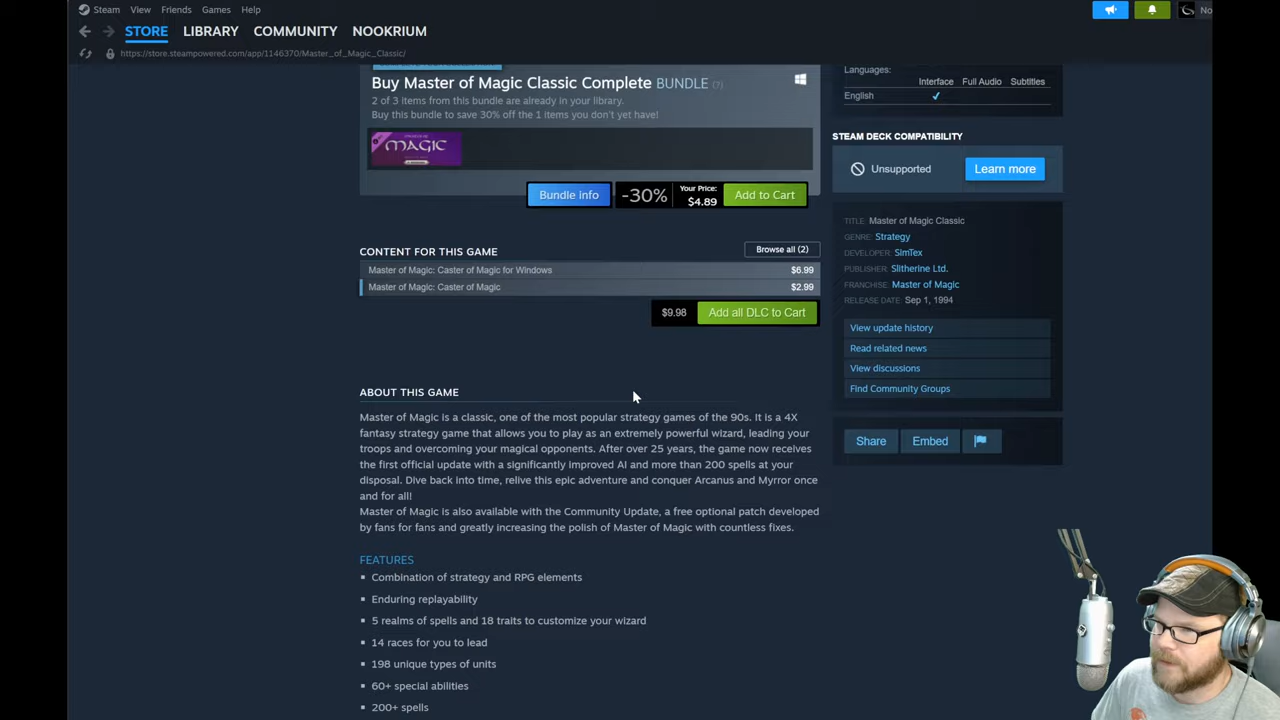 Steam View Friends Games Help
No
STORE LIBRARY COMMUNITY NOOKRIUM
https://store.steampowered.com/app/1146370/Master_of_Magic_Classic/
Buy Master of Magic Classic Complete BUNDLE (?)
2 of 3 items from this bundle are already in your library.
Buy this bundle to save 30% off the 1 items you don't yet have!
MAGIC
Bundle info -30% Your Price: $4.89 Add to Cart
CONTENT FOR THIS GAME Browse all (2)
Master of Magic: Caster of Magic for Windows $6.99
Master of Magic: Caster of Magic $2.99
$9.98 Add all DLC to Cart
ABOUT THIS GAME
Master of Magic is a classic, one of the most popular strategy games of the 90s. It is a 4X
fantasy strategy game that allows you to play as an extremely powerful wizard, leading your
troops and overcoming your magical opponents. After over 25 years, the game now receives
the first official update with a significantly Improved AI and more than 200 spells at your
disposal. Dive back into time, relive this epic adventure and conquer Arcanus and Myrror once
and for all!
Master of Magic is also available with the Community Update, a free optional patch developed
by fans for fans and greatly increasing the polish of Master of Magic with countless fixes.
FEATURES
▪ Combination of strategy and RPG elements
▪ Enduring replayability
▪ 5 realms of spells and 18 traits to customize your wizard
▪ 14 races for you to lead
▪ 198 unique types of units
▪ 60+ special abilities
▪ 200+ spells
Languages:
Interface Full Audio Subtitles
English ✔
STEAM DECK COMPATIBILITY
Unsupported Learn more
TITLE: Master of Magic Classic
GENRE: Strategy
DEVELOPER: SimTex
PUBLISHER: Slitherine Ltd.
FRANCHISE: Master of Magic
RELEASE DATE: Sep 1, 1994
View update history
Read related news
View discussions
Find Community Groups
Share Embed